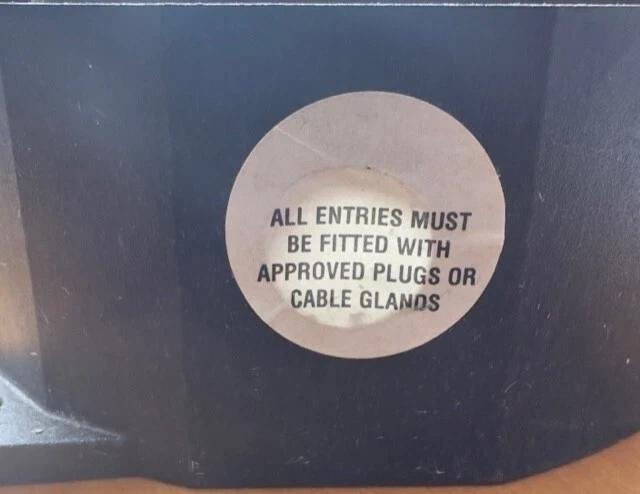 ALL ENTRIES MUST
BE FITTED WITH
APPROVED PLUGS OR
CABLE GLANDS